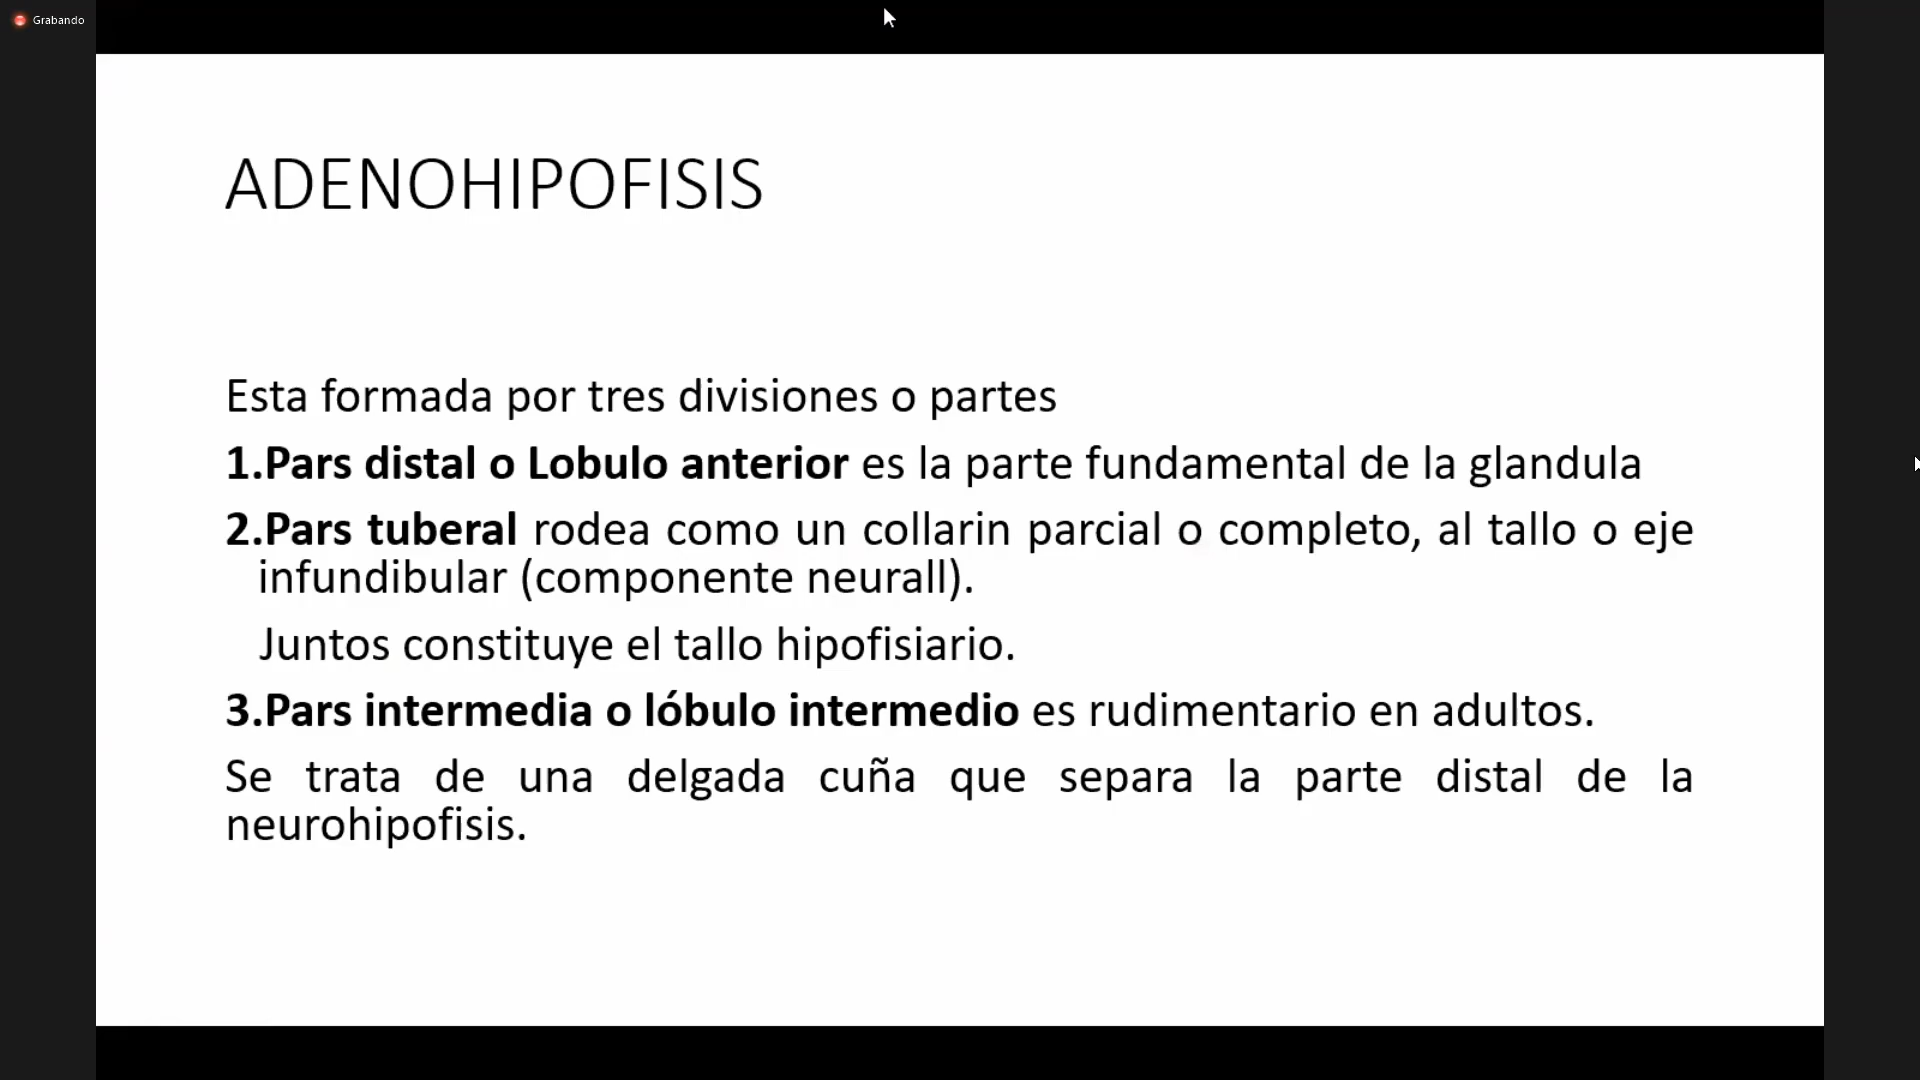 Grabando
ADENOHIPOFISIS
Esta formada por tres divisiones o partes
1.Pars distal o Lobulo anterior es la parte fundamental de la glandula
2.Pars tuberal rodea como un collarin parcial o completo, al tallo o eje
infundibular (componente neurall).
Juntos constituye el tallo hipofisiario.
3.Pars intermedia o lóbulo intermedio es rudimentario en adultos.
Se trata de una delgada cuña que separa la parte distal de la
neurohipofisis.